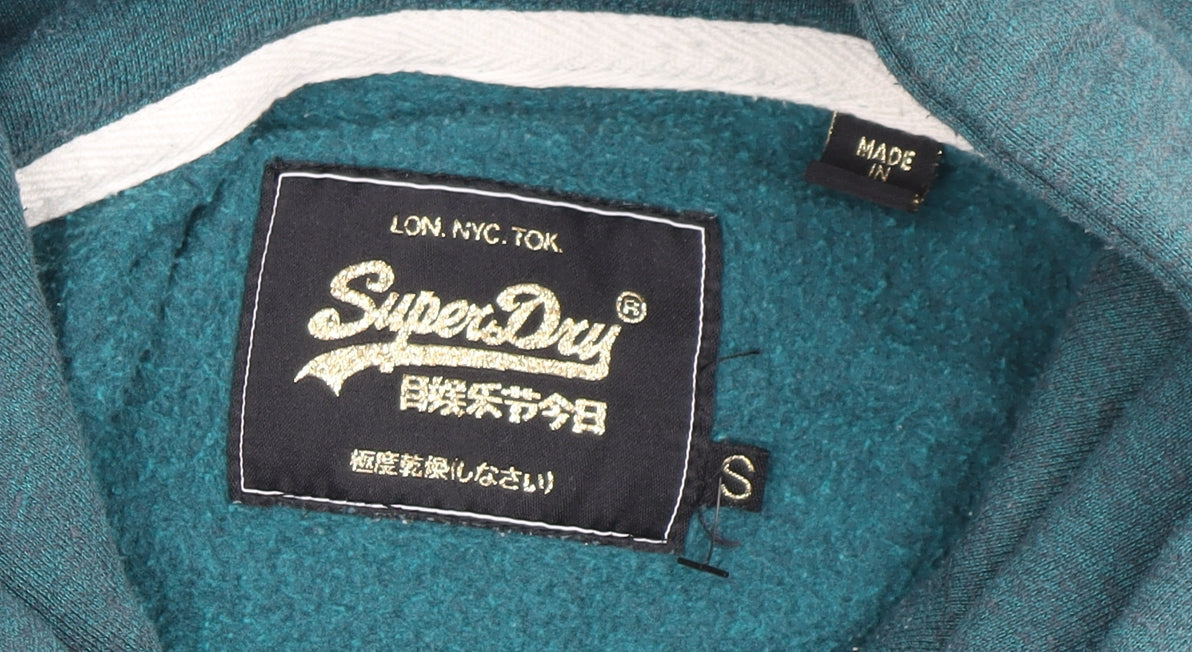 LON. NYC. TOK.
SuperDry®
目娱乐节今日
極度乾燥(しなさい)
S
MADE
IN